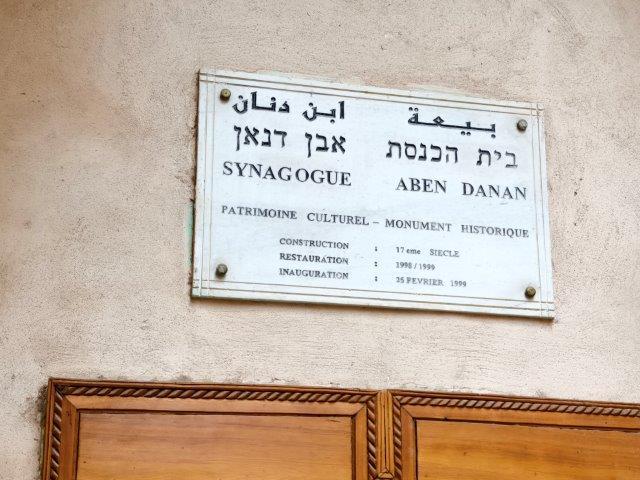 بيعة ابن دنان
בית הכנסת אבן דנאן
SYNAGOGUE ABEN DANAN
PATRIMOINE CULTUREL – MONUMENT HISTORIQUE
CONSTRUCTION : 17 eme SIECLE
RESTAURATION : 1998 / 1999
INAUGURATION : 25 FEVRIER 1999